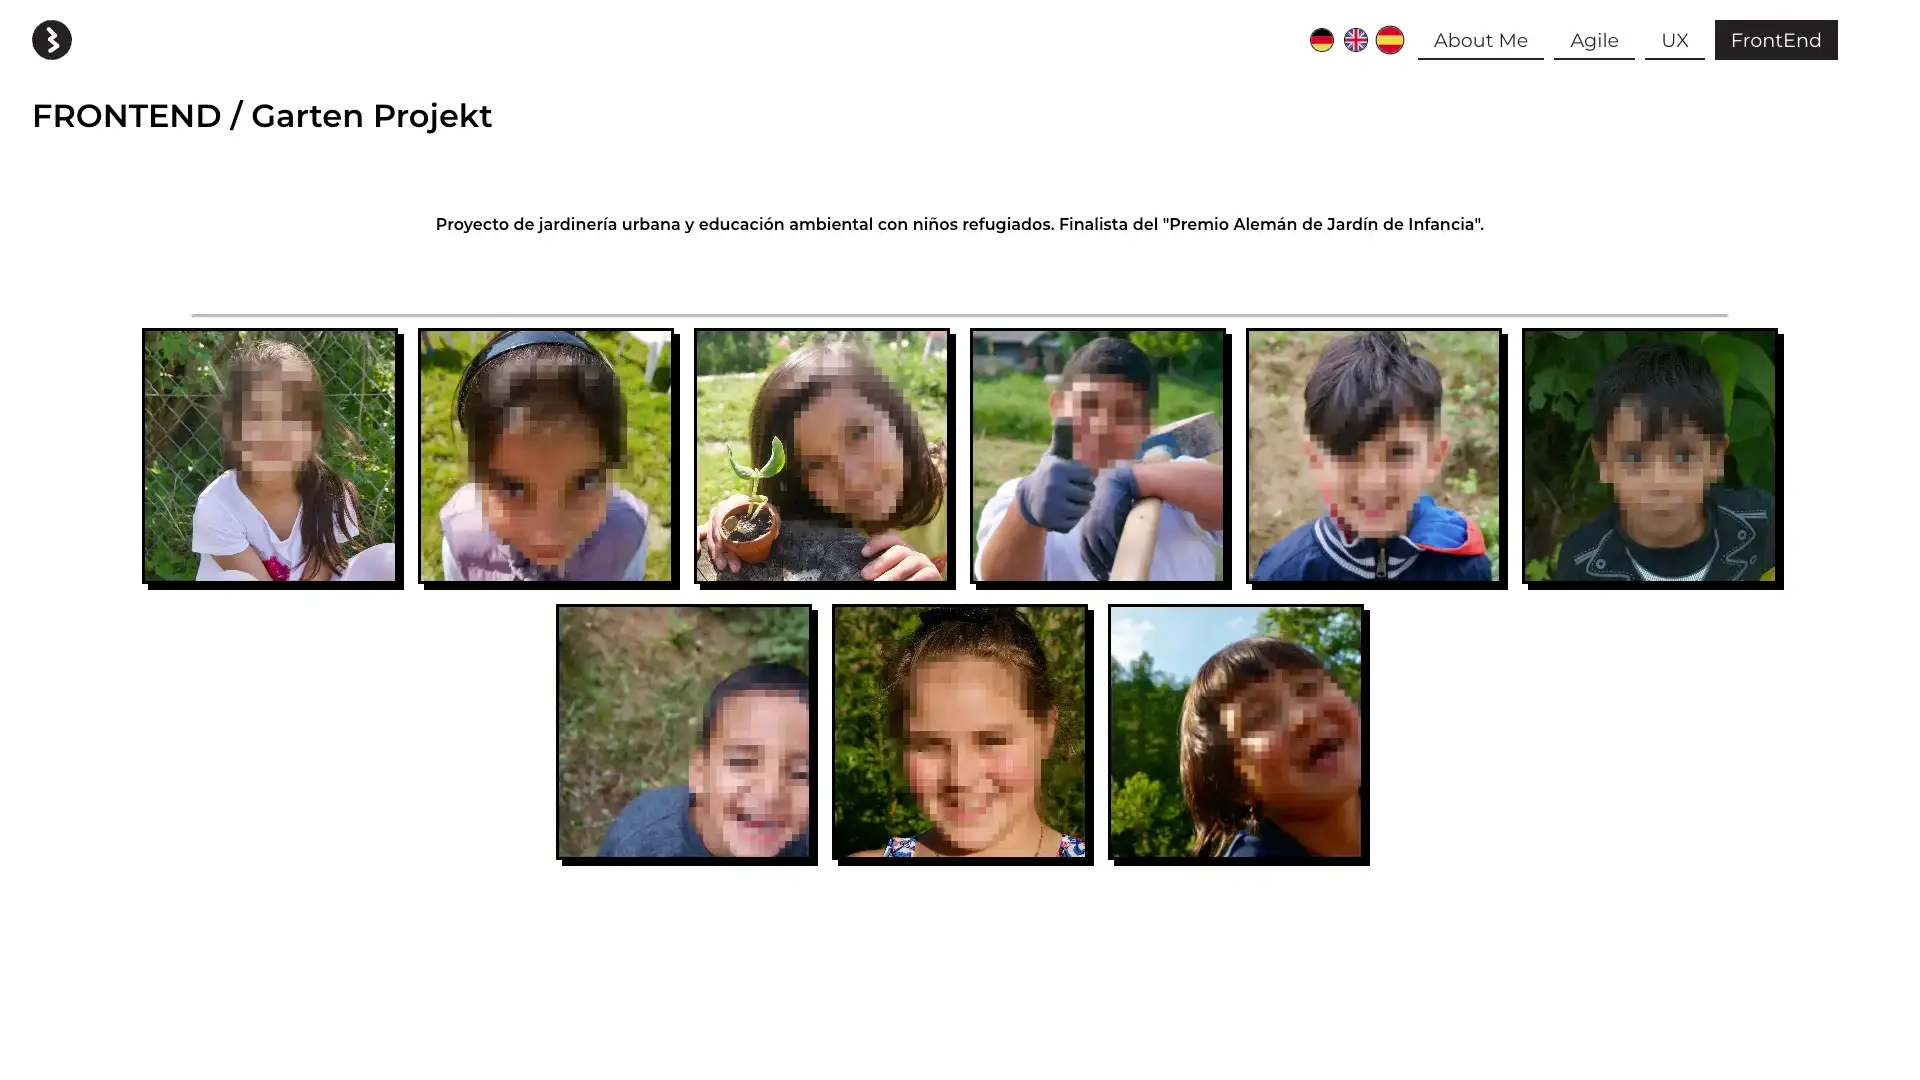 About Me
Agile
UX
FrontEnd
FRONTEND / Garten Projekt
Proyecto de jardinería urbana y educación ambiental con niños refugiados. Finalista del "Premio Alemán de Jardín de Infancia".